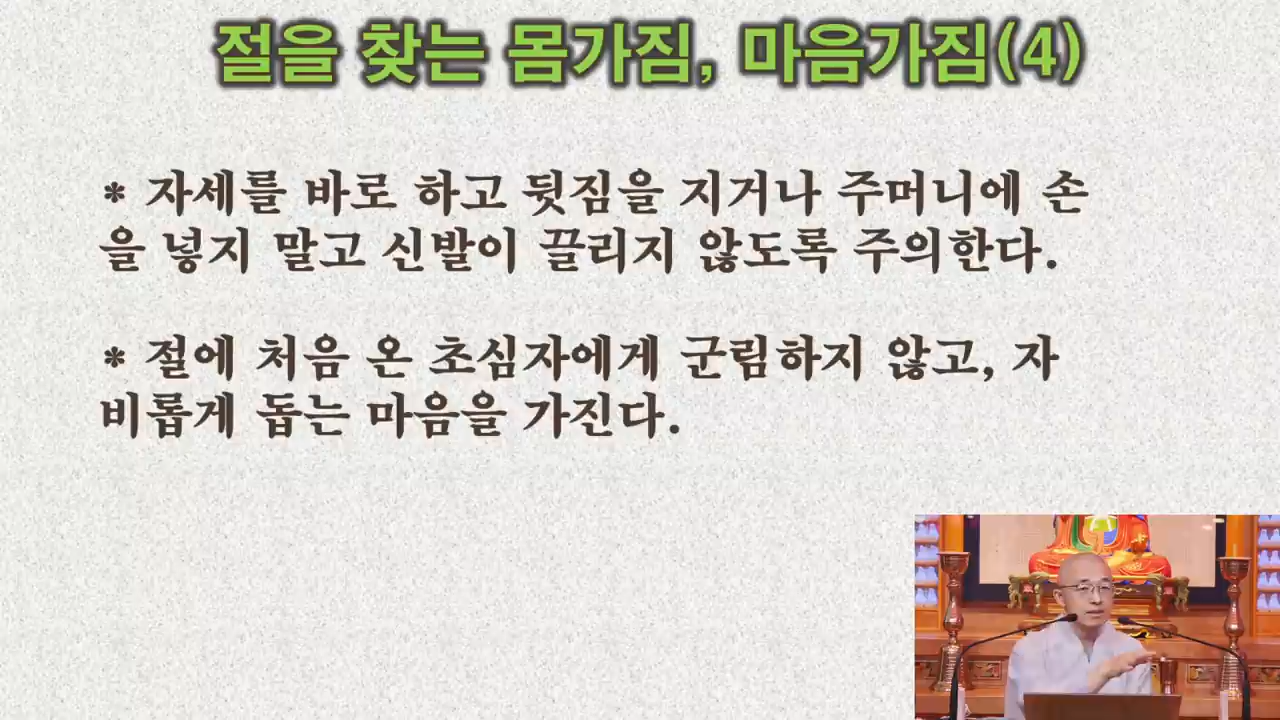 절을 찾는 몸가짐, 마음가짐(4)
* 자세를 바로 하고 뒷짐을 지거나 주머니에 손
을 넣지 말고 신발이 끌리지 않도록 주의한다.
* 절에 처음 온 초심자에게 군림하지 않고, 자
비롭게 돕는 마음을 가진다.